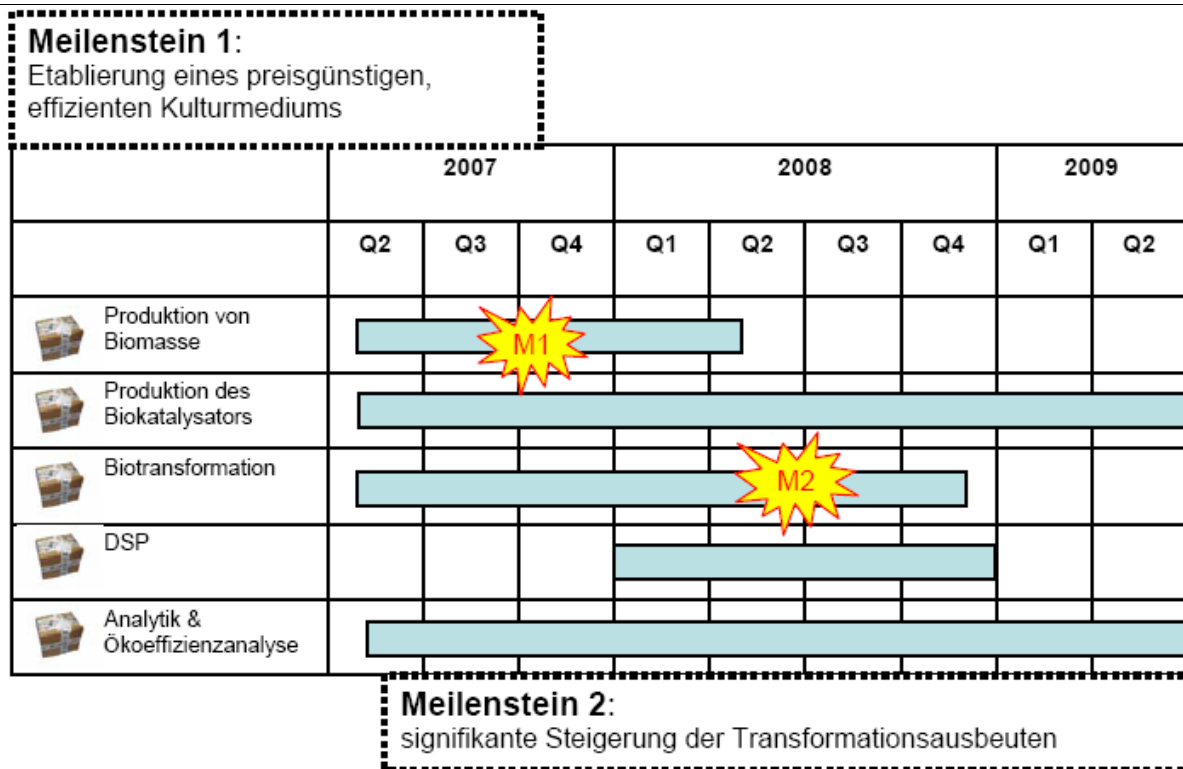 Meilenstein 1:
Etablierung eines preisgünstigen,
effizienten Kulturmediums
2007 2008 2009
Q2 Q3 Q4 Q1 Q2 Q3 Q4 Q1 Q2
Produktion von
Biomasse
M1
Produktion des
Biokatalysators
Biotransformation
M2
DSP
Analytik &
Ökoeffizienzanalyse
Meilenstein 2:
signifikante Steigerung der Transformationsausbeuten